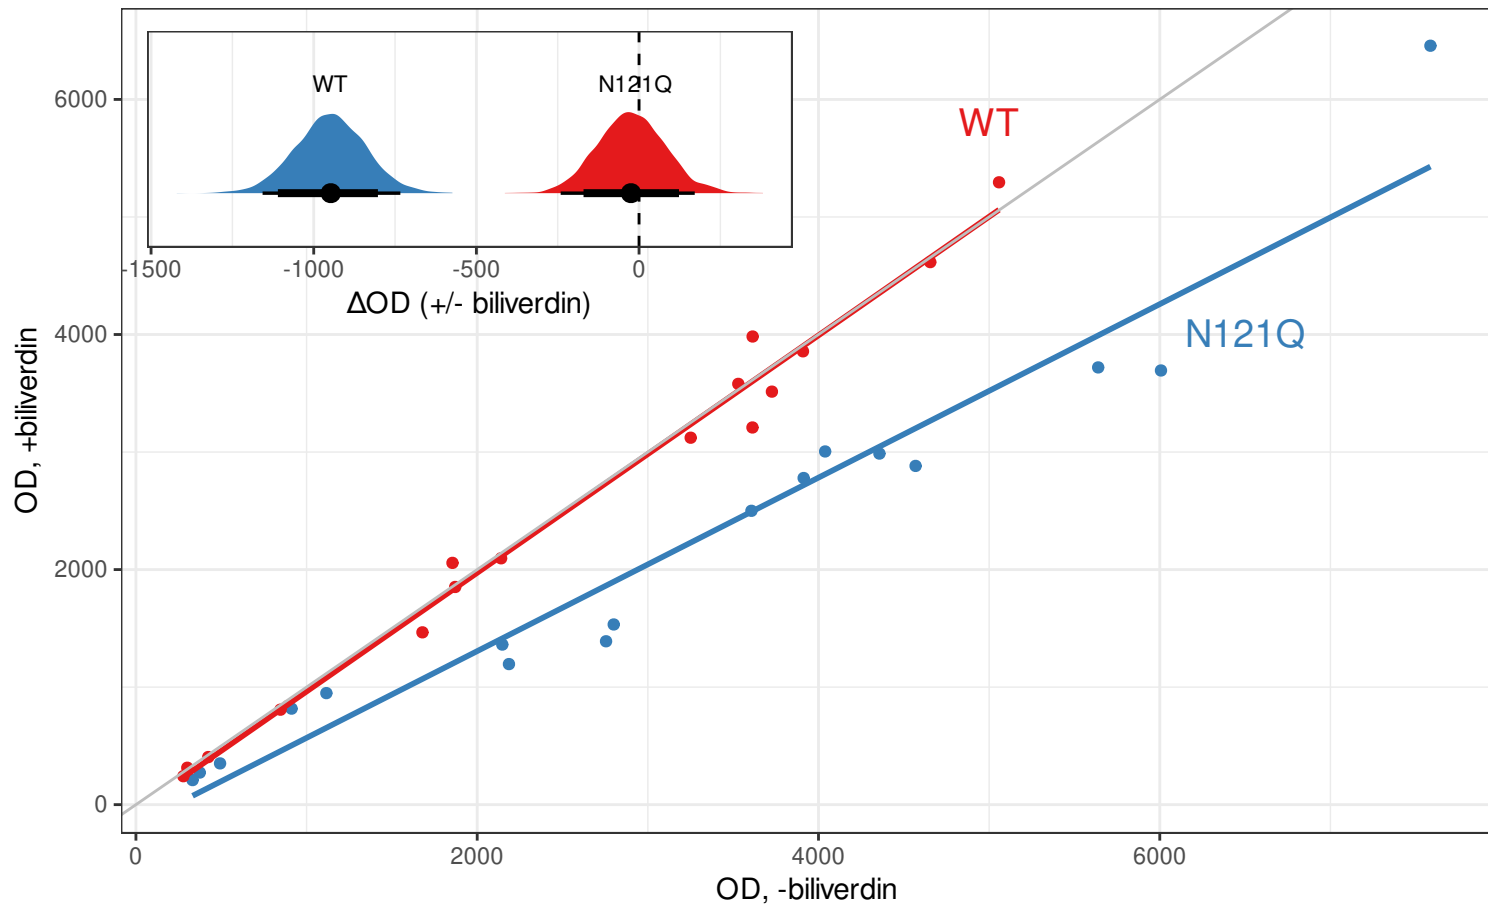 WT N121Q
-1500 -1000 -500 0
ΔOD (+/- biliverdin)
WT
N121Q
6000
4000
2000
0
OD, +biliverdin
0 2000 4000 6000
OD, -biliverdin